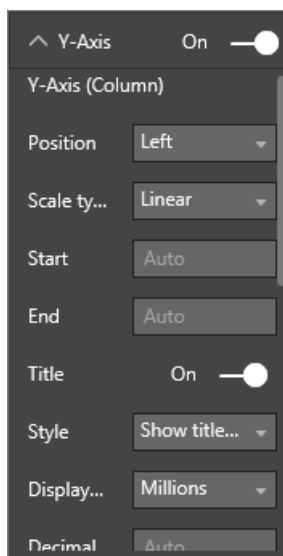 Y-Axis On
Y-Axis (Column)
Position Left
Scale ty... Linear
Start Auto
End Auto
Title On
Style Show title...
Display... Millions
Decimal Auto